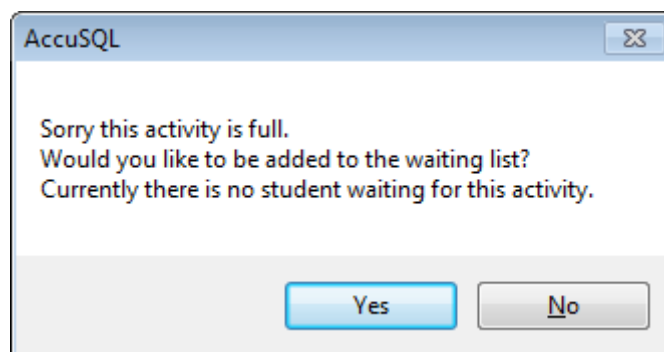 AccuSQL
Sorry this activity is full.
Would you like to be added to the waiting list?
Currently there is no student waiting for this activity.
Yes
No